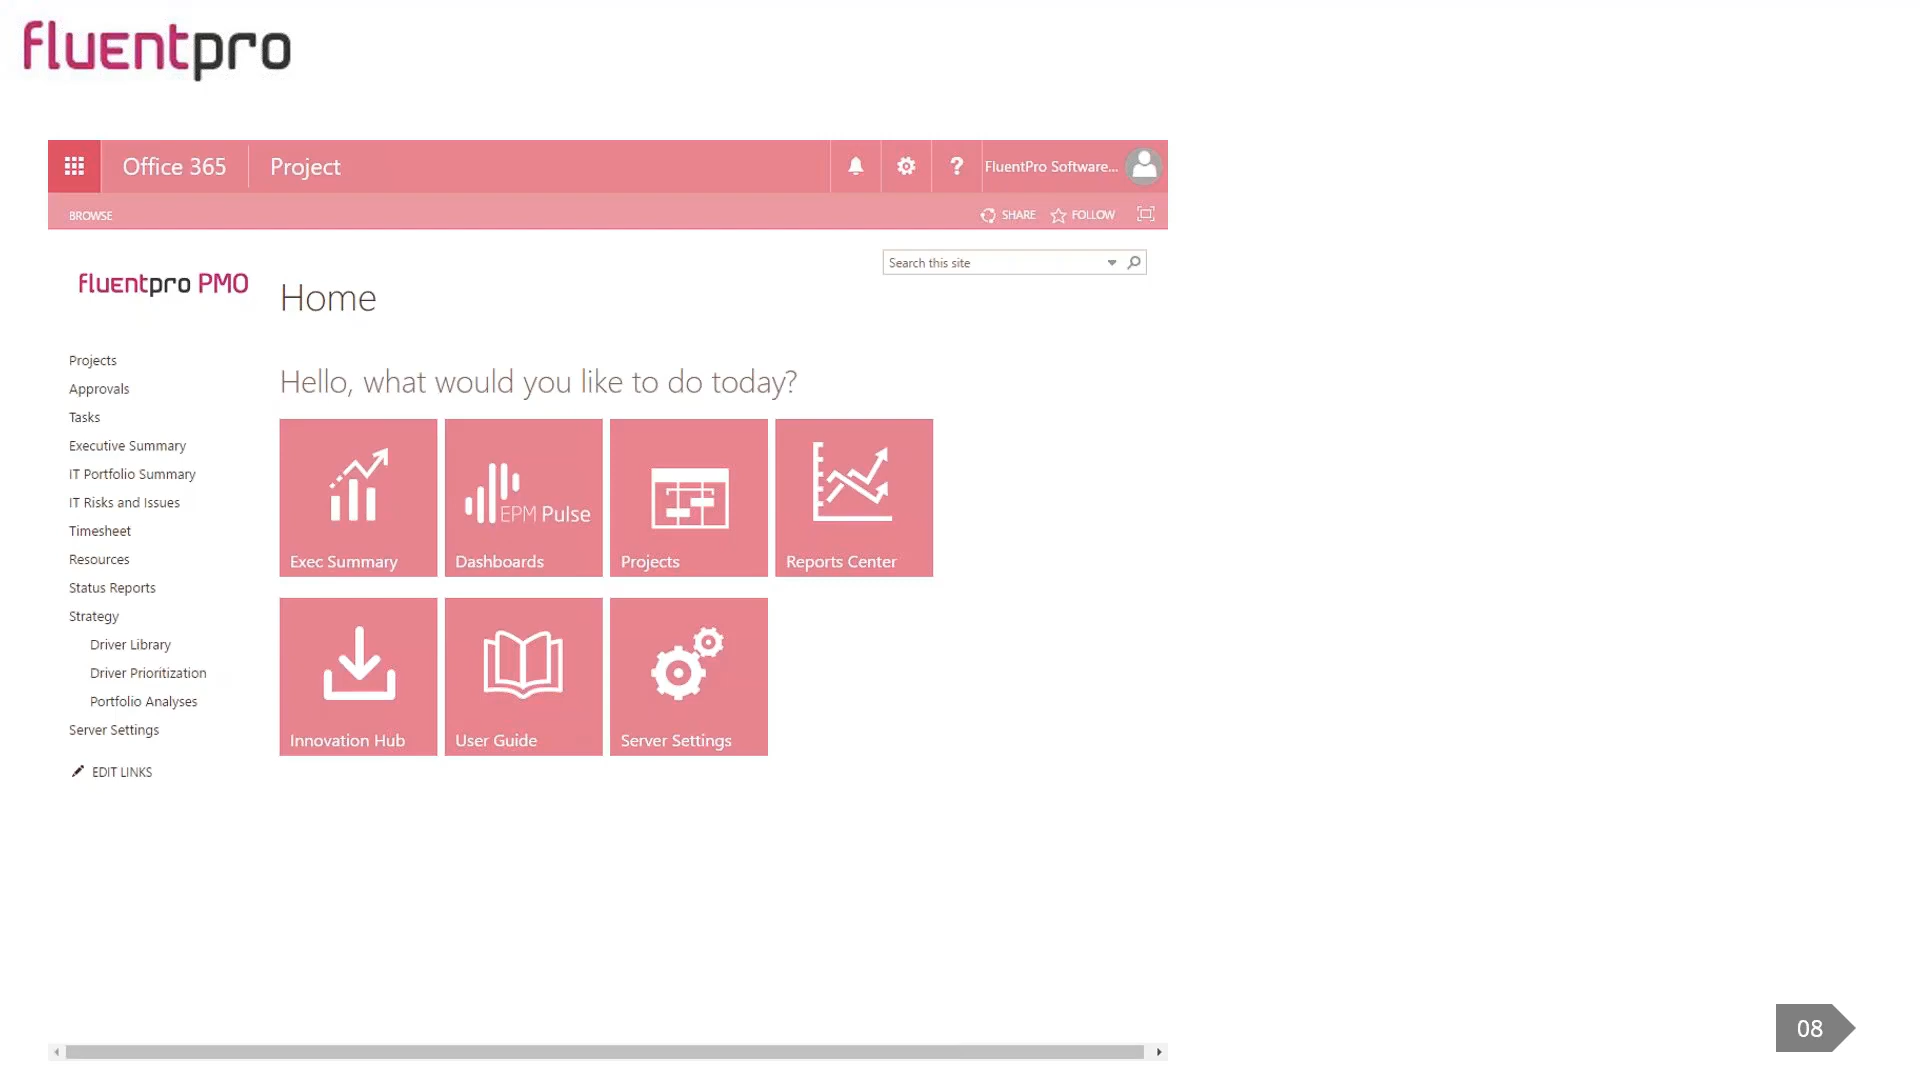 fluentpro
Office 365 Project FluentPro Software...
BROWSE SHARE FOLLOW
Search this site
fluentpro PMO
Home
Projects
Approvals
Tasks
Executive Summary
IT Portfolio Summary
IT Risks and Issues
Timesheet
Resources
Status Reports
Strategy
Driver Library
Driver Prioritization
Portfolio Analyses
Server Settings
EDIT LINKS
Hello, what would you like to do today?
Exec Summary
EPM Pulse
Dashboards
Projects
Reports Center
Innovation Hub
User Guide
Server Settings
08